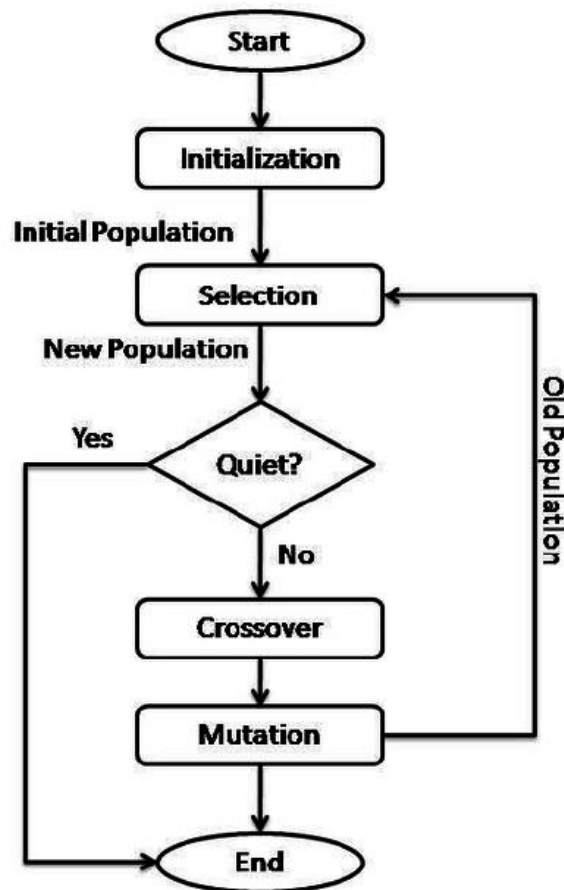 Start
Initialization
Initial Population
Selection
New Population
Old Population
Yes
Quiet?
No
Crossover
Mutation
End